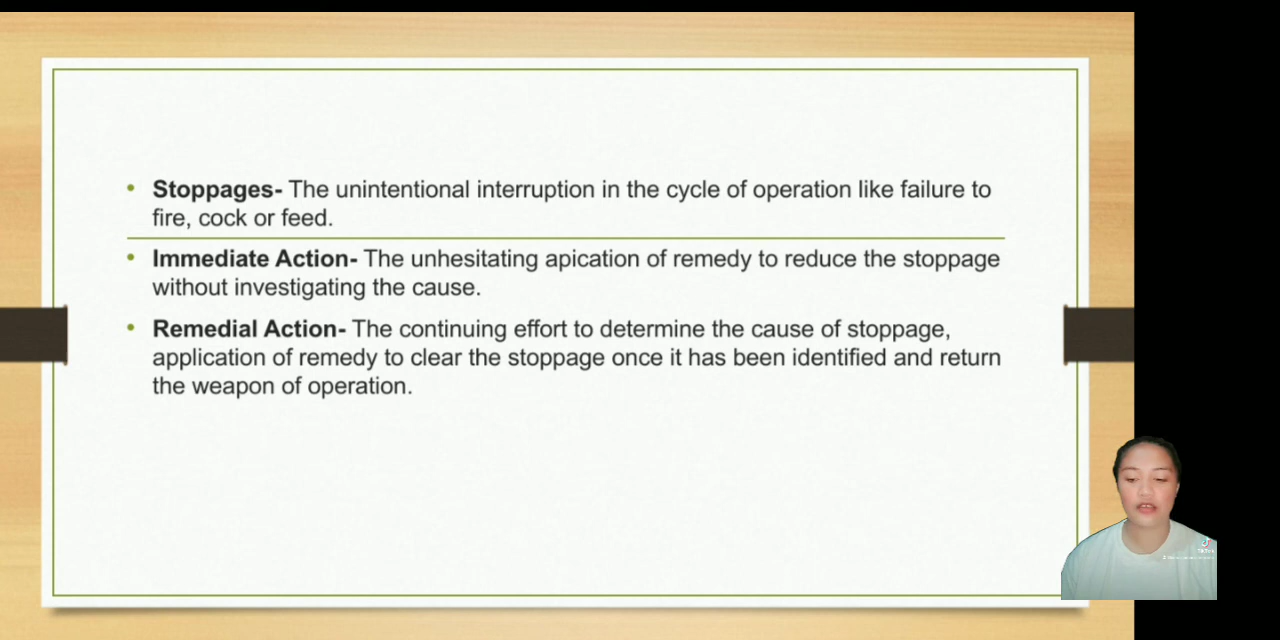 • Stoppages- The unintentional interruption in the cycle of operation like failure to
fire, cock or feed.
• Immediate Action- The unhesitating apication of remedy to reduce the stoppage
without investigating the cause.
• Remedial Action- The continuing effort to determine the cause of stoppage,
application of remedy to clear the stoppage once it has been identified and return
the weapon of operation.
TikTok